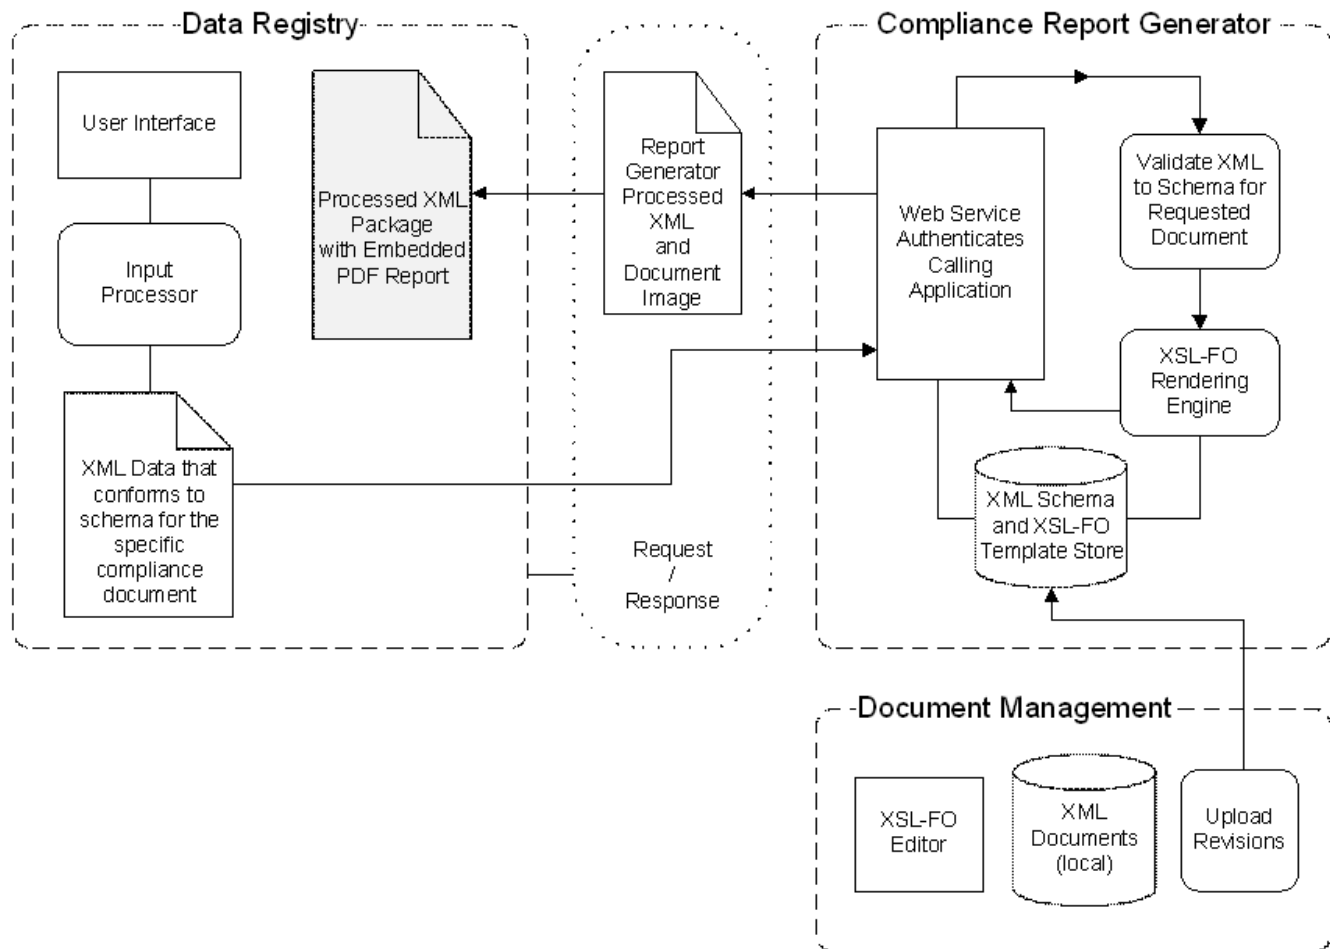 Data Registry
User Interface
Input
Processor
XML Data that
conforms to
schema for the
specific
compliance
document
Processed XML
Package
with Embedded
PDF Report
Report
Generator
Processed
XML
and
Document
Image
Request
/
Response
Compliance Report Generator
Web Service
Authenticates
Calling
Application
Validate XML
to Schema for
Requested
Document
XSL-FO
Rendering
Engine
XML Schema
and XSL-FO
Template Store
Document Management
XSL-FO
Editor
XML
Documents
(local)
Upload
Revisions